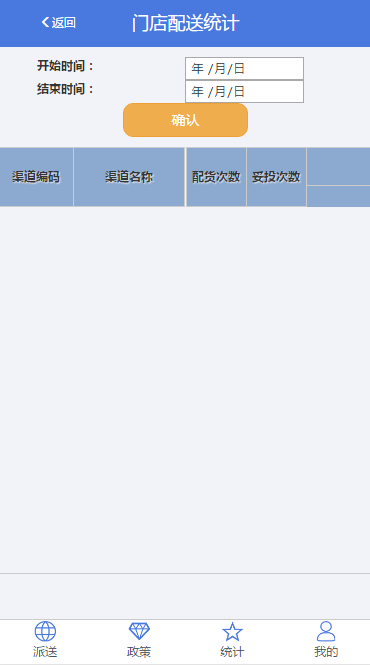 返回 门店配送统计
开始时间： 年 /月/日
结束时间： 年 /月/日
确认
渠道编码 渠道名称 配货次数 妥投次数
派送 政策 统计 我的